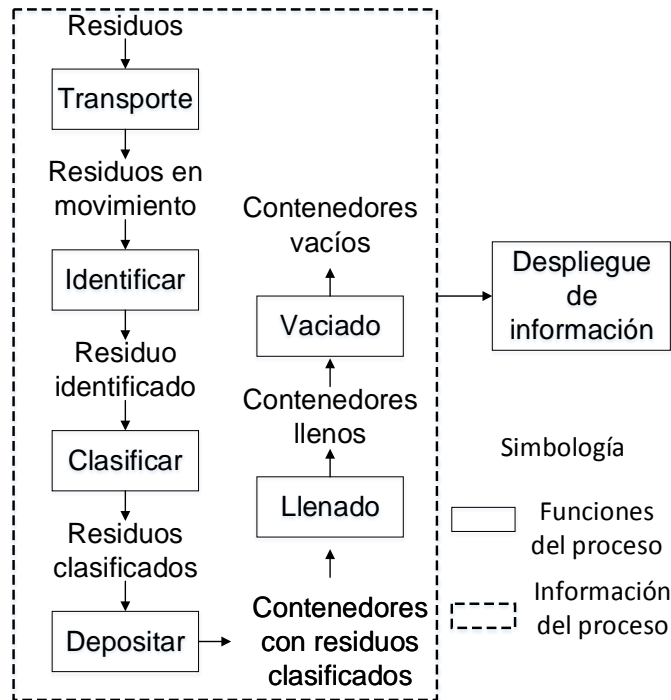 Residuos
Transporte
Residuos en
movimiento
Identificar
Residuo
identificado
Clasificar
Residuos
clasificados
Depositar
Contenedores
con residuos
clasificados
Llenado
Contenedores
llenos
Vaciado
Contenedores
vacíos
Despliegue
de
información
Simbología
Funciones
del proceso
Información
del proceso